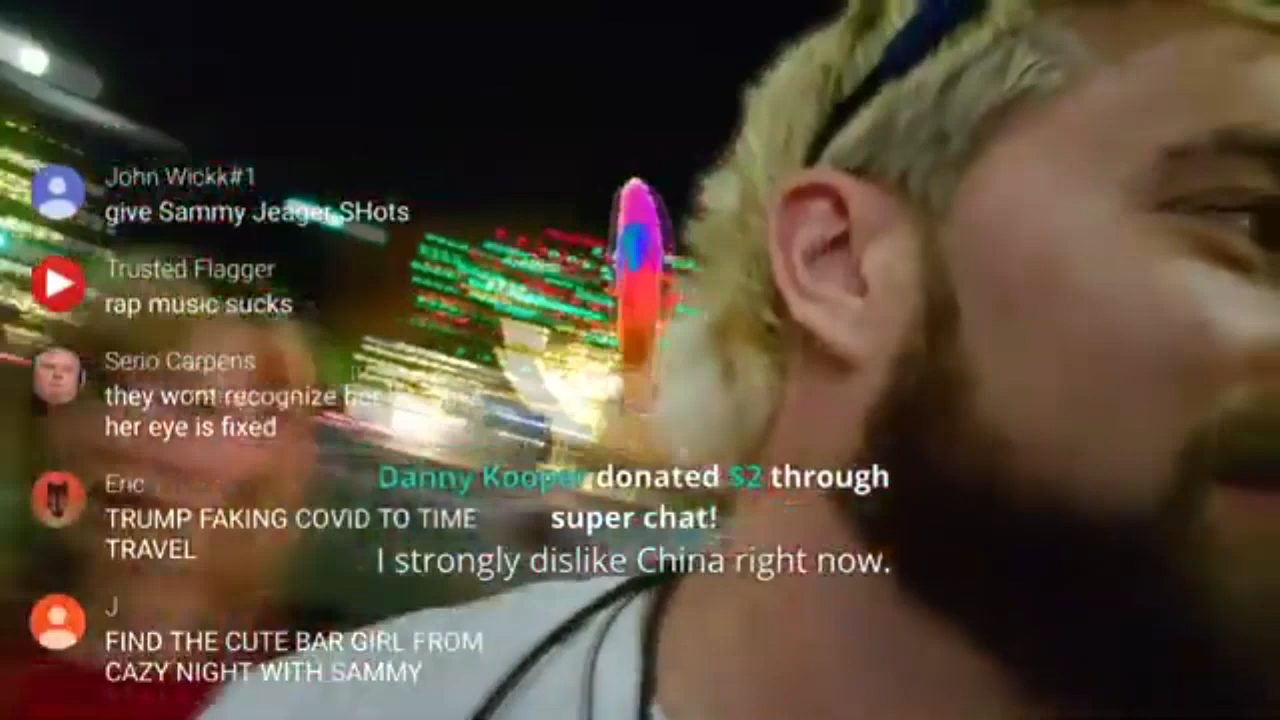 John Wickk#1
give Sammy Jeager SHots
Trusted Flagger
rap music sucks
Serio Carpens
they wont recognize her
her eye is fixed
Eric
TRUMP FAKING COVID TO TIME
TRAVEL
J
FIND THE CUTE BAR GIRL FROM
CAZY NIGHT WITH SAMMY
Danny Kooper donated $2 through
super chat!
I strongly dislike China right now.